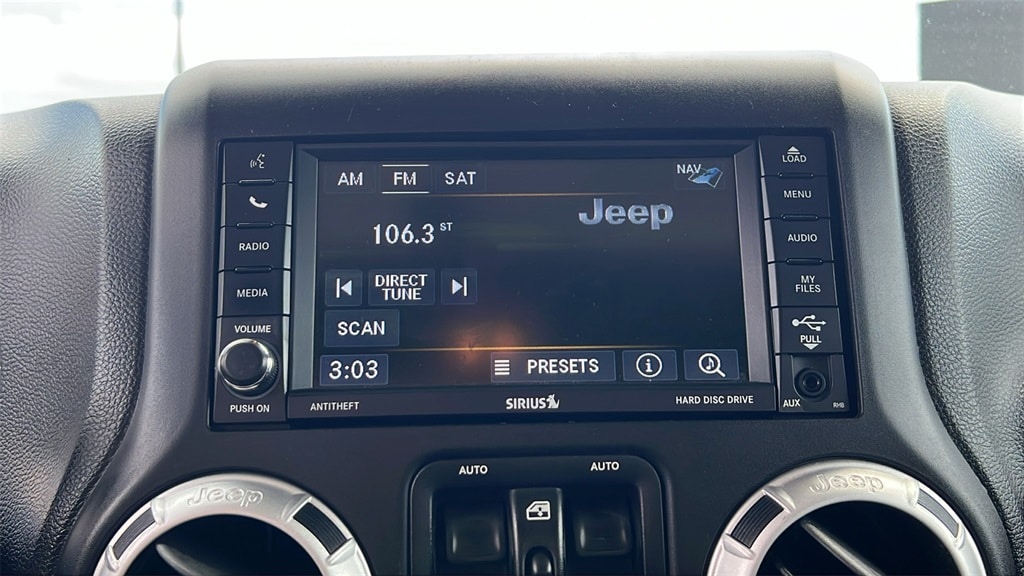 AM FM SAT NAV
Jeep
106.3 ST
DIRECT
TUNE
SCAN
3:03 PRESETS
RADIO
MEDIA
VOLUME
PUSH ON
LOAD
MENU
AUDIO
MY
FILES
PULL
AUX RHB
ANTITHEFT SIRIUS HARD DISC DRIVE
AUTO AUTO
Jeep Jeep